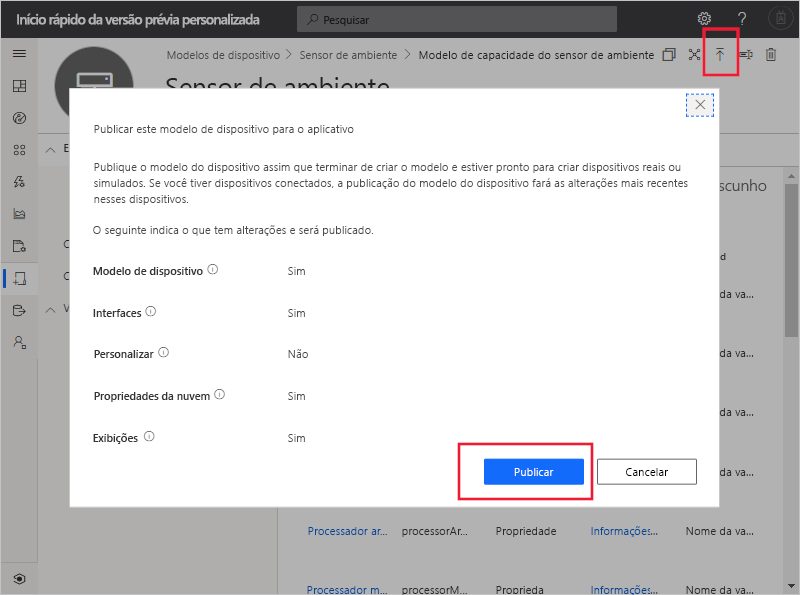 Início rápido da versão prévia personalizada
Pesquisar
?
Modelos de dispositivo > Sensor de ambiente > Modelo de capacidade do sensor de ambiente
Sensor de ambiente
Publicar este modelo de dispositivo para o aplicativo
Publique o modelo do dispositivo assim que terminar de criar o modelo e estiver pronto para criar dispositivos reais ou
simulados. Se você tiver dispositivos conectados, a publicação do modelo do dispositivo fará as alterações mais recentes
nesses dispositivos.
O seguinte indica o que tem alterações e será publicado.
Modelo de dispositivo Sim
Interfaces Sim
Personalizar Não
Propriedades da nuvem Sim
Exibições Sim
Publicar Cancelar
scunho
da va...
da va...
da va...
da va...
Processador ar... processorAr... Propriedade Informações... Nome da va...
Processador m... processorM... Proprieda Informações... Nome da va...